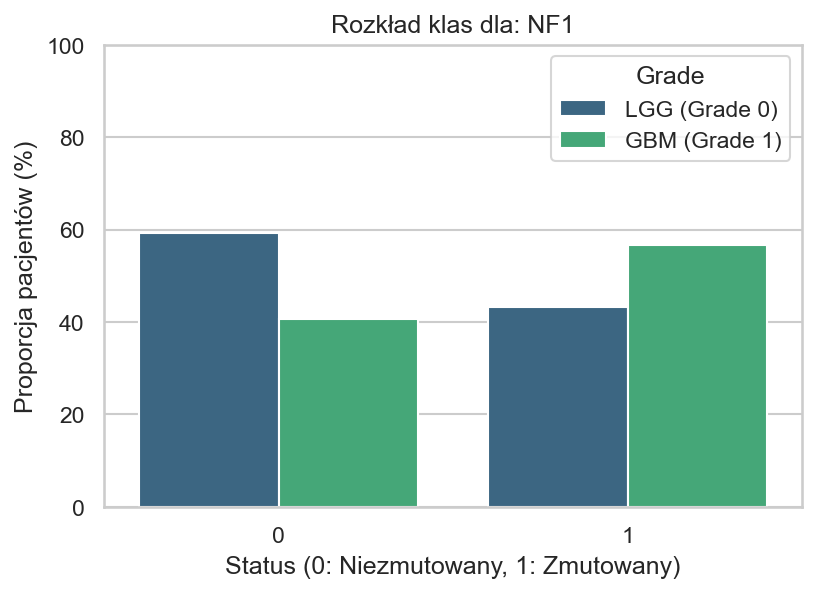 Rozkład klas dla: NF1
Proporcja pacjentów (%)
100
80
60
40
20
0
Grade
LGG (Grade 0)
GBM (Grade 1)
0
1
Status (0: Niezmutowany, 1: Zmutowany)